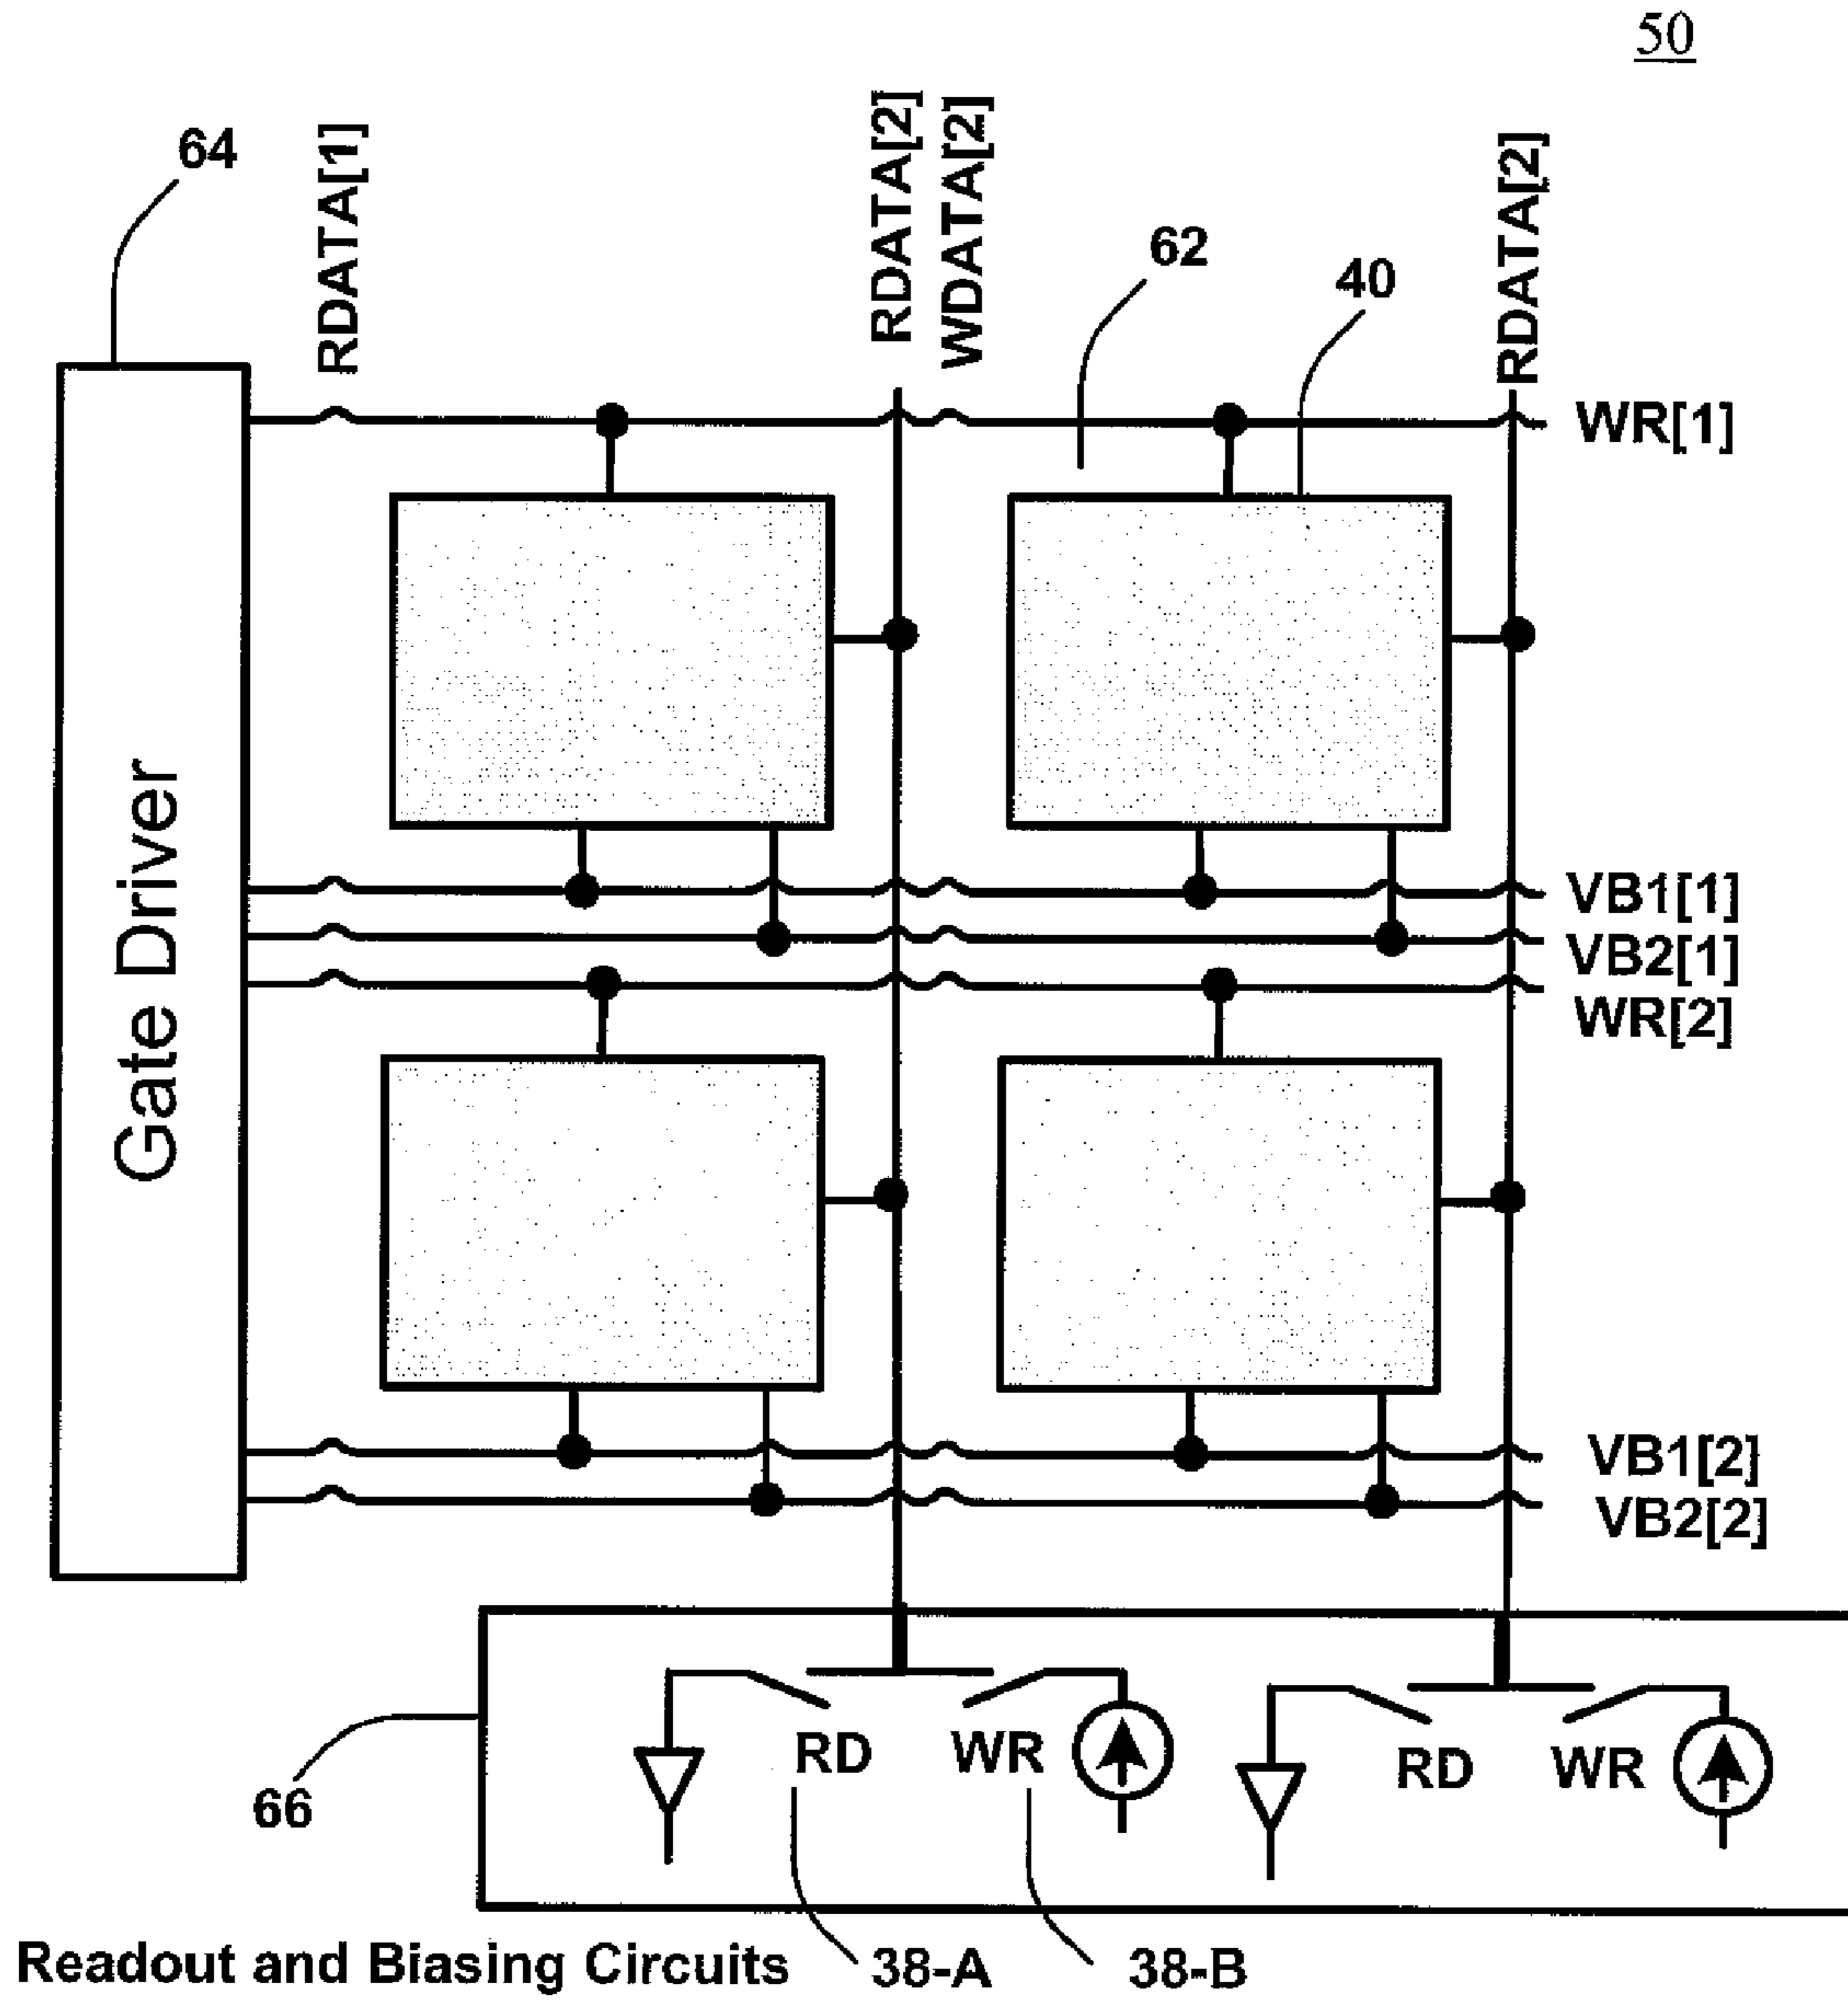 50
64
RDATA[1]
RDATA[2]
WDATA[2]
RDATA[2]
62
40
WR[1]
Gate Driver
VB1[1]
VB2[1]
WR[2]
VB1[2]
VB2[2]
RD
WR
RD
WR
66
Readout and Biasing Circuits
38-A
38-B